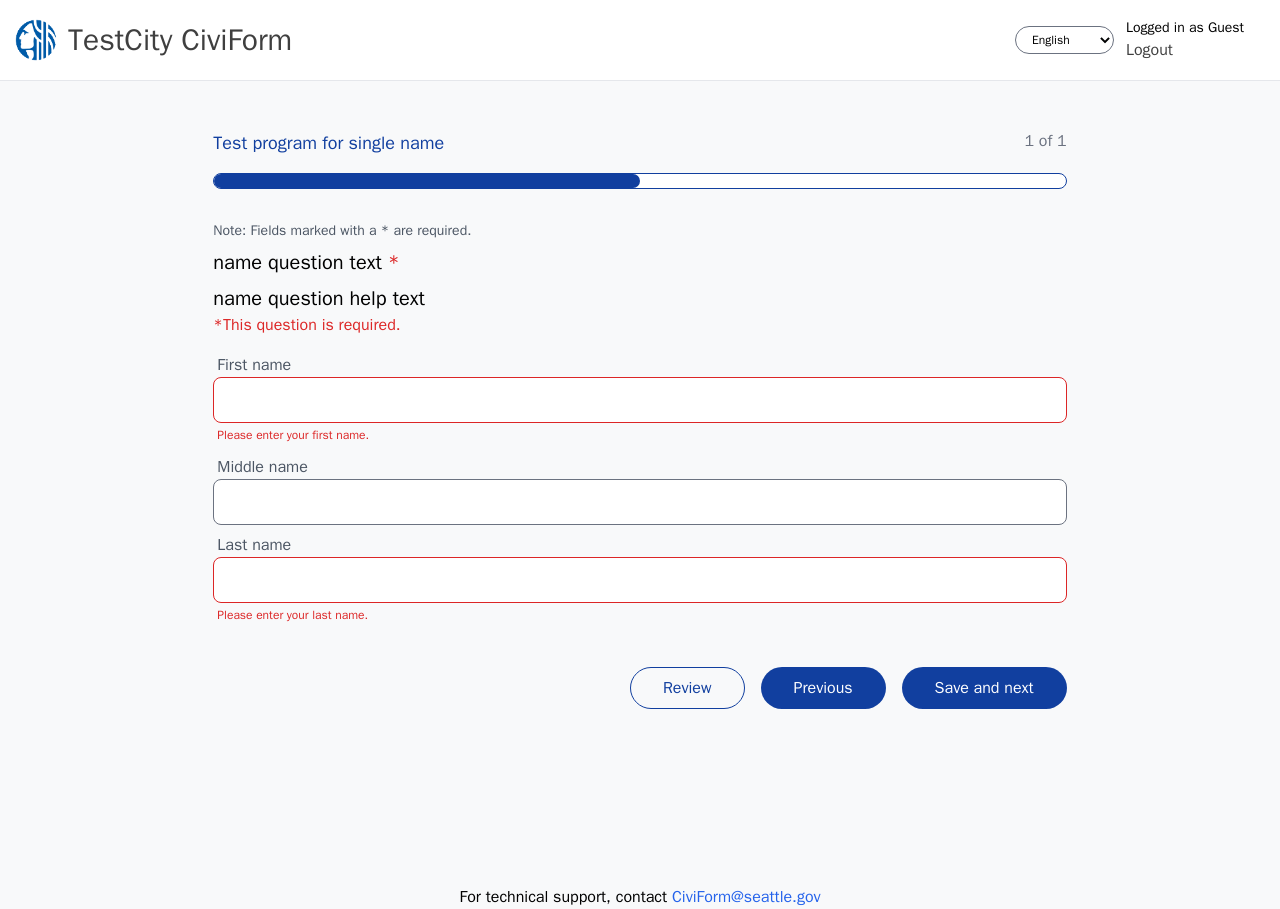 TestCity CiviForm
English
Logged in as Guest
Logout
Test program for single name
1 of 1
Note: Fields marked with a * are required.
name question text *
name question help text
*This question is required.
First name
Please enter your first name.
Middle name
Last name
Please enter your last name.
Review
Previous
Save and next
For technical support, contact CiviForm@seattle.gov